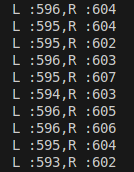 L :596,R :604
L :595,R :604
L :595,R :602
L :596,R :603
L :595,R :607
L :594,R :603
L :596,R :605
L :596,R :606
L :595,R :604
L :593,R :602